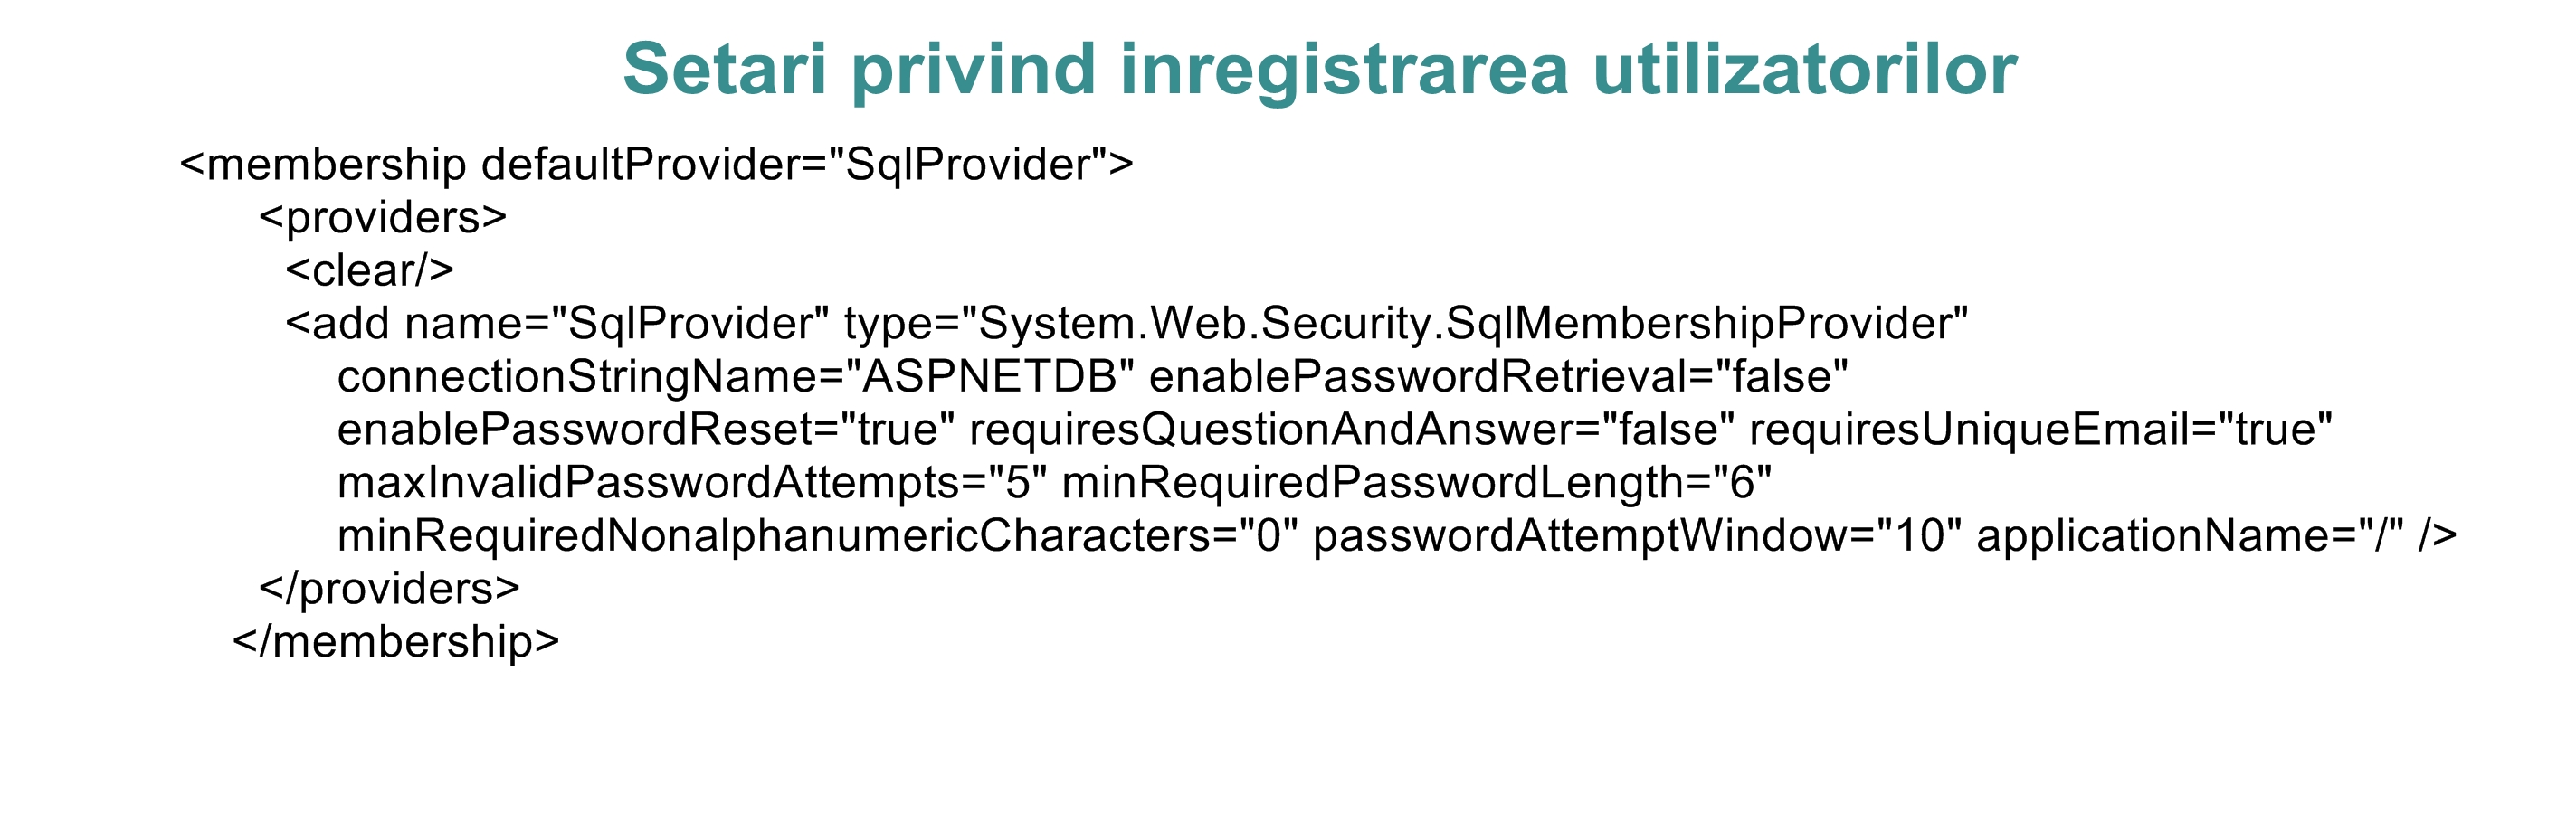 Setari privind inregistrarea utilizatorilor
<membership defaultProvider="SqlProvider">
<providers>
<clear/>
<add name="SqlProvider" type="System.Web.Security.SqlMembershipProvider"
connectionStringName="ASPNETDB" enablePasswordRetrieval="false"
enablePasswordReset="true" requiresQuestionAndAnswer="false" requiresUniqueEmail="true"
maxInvalidPasswordAttempts="5" minRequiredPasswordLength="6"
minRequiredNonalphanumericCharacters="0" passwordAttemptWindow="10" applicationName="/" />
</providers>
</membership>